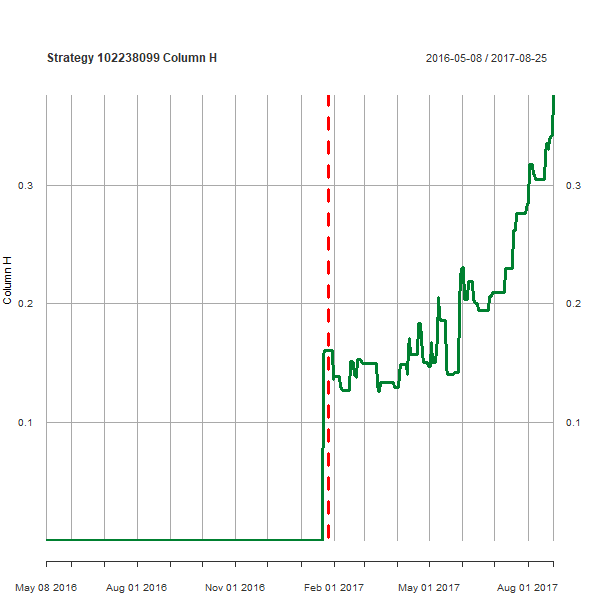 Strategy 102238099 Column H 2016-05-08 / 2017-08-25
0.3 0.3
0.2 0.2
0.1 0.1
Column H
May 08 2016 Aug 01 2016 Nov 01 2016 Feb 01 2017 May 01 2017 Aug 01 2017